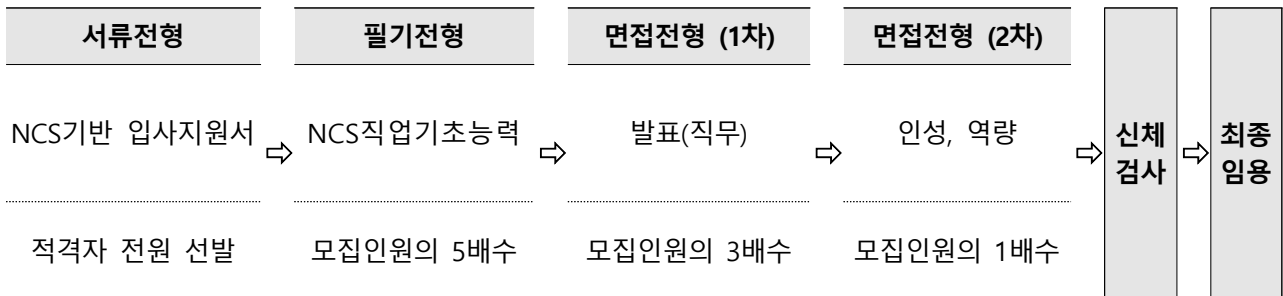 서류전형
필기전형
면접전형 (1차)
면접전형 (2차)
NCS기반 입사지원서
⇨
NCS직업기초능력
⇨
발표(직무)
⇨
인성, 역량
⇨
신체
검사
⇨
최종
임용
적격자 전원 선발
모집인원의 5배수
모집인원의 3배수
모집인원의 1배수